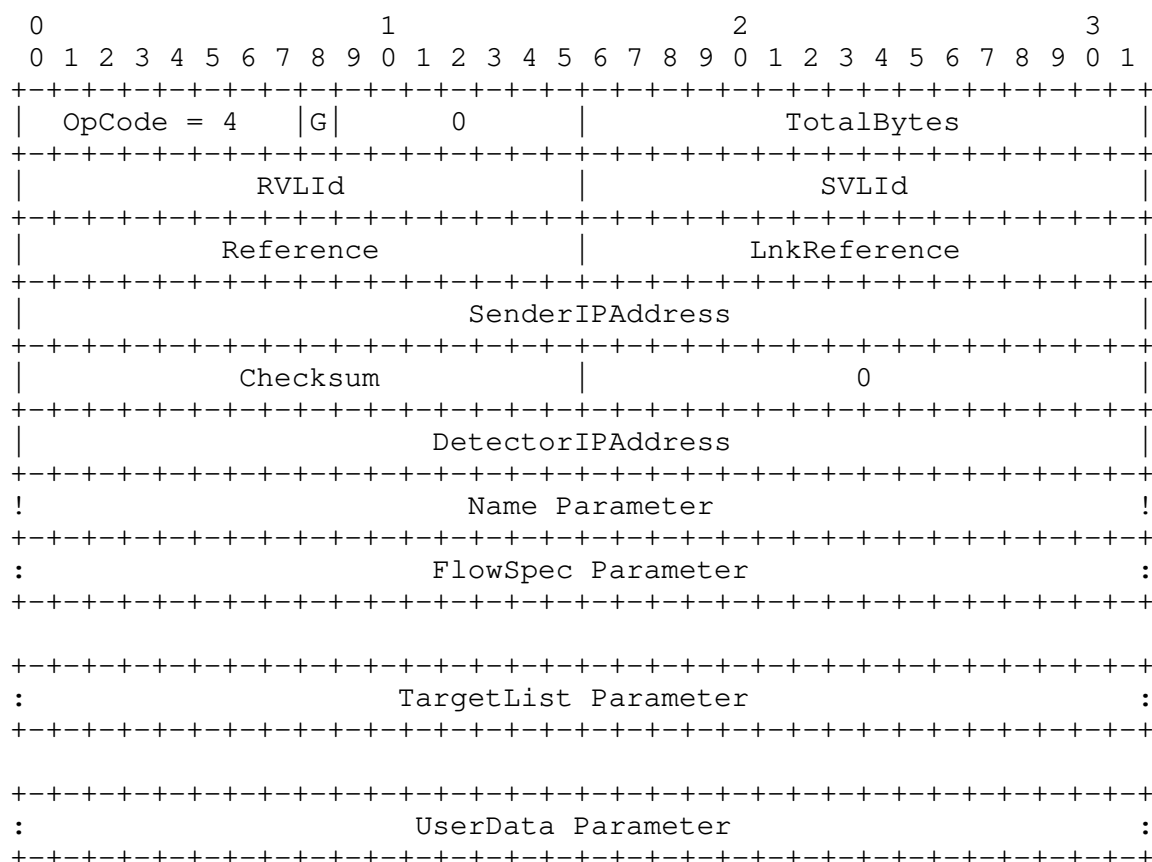 0                   1                   2                   3
 0 1 2 3 4 5 6 7 8 9 0 1 2 3 4 5 6 7 8 9 0 1 2 3 4 5 6 7 8 9 0 1
+-+-+-+-+-+-+-+-+-+-+-+-+-+-+-+-+-+-+-+-+-+-+-+-+-+-+-+-+-+-+-+-+
|  OpCode = 4   |G|      0      |           TotalBytes          |
+-+-+-+-+-+-+-+-+-+-+-+-+-+-+-+-+-+-+-+-+-+-+-+-+-+-+-+-+-+-+-+-+
|             RVLId             |             SVLId             |
+-+-+-+-+-+-+-+-+-+-+-+-+-+-+-+-+-+-+-+-+-+-+-+-+-+-+-+-+-+-+-+-+
|           Reference           |         LnkReference          |
+-+-+-+-+-+-+-+-+-+-+-+-+-+-+-+-+-+-+-+-+-+-+-+-+-+-+-+-+-+-+-+-+
|                         SenderIPAddress                       |
+-+-+-+-+-+-+-+-+-+-+-+-+-+-+-+-+-+-+-+-+-+-+-+-+-+-+-+-+-+-+-+-+
|            Checksum           |               0               |
+-+-+-+-+-+-+-+-+-+-+-+-+-+-+-+-+-+-+-+-+-+-+-+-+-+-+-+-+-+-+-+-+
|                       DetectorIPAddress                       |
+-+-+-+-+-+-+-+-+-+-+-+-+-+-+-+-+-+-+-+-+-+-+-+-+-+-+-+-+-+-+-+-+
!                         Name Parameter                        !
+-+-+-+-+-+-+-+-+-+-+-+-+-+-+-+-+-+-+-+-+-+-+-+-+-+-+-+-+-+-+-+-+
:                       FlowSpec Parameter                      :
+-+-+-+-+-+-+-+-+-+-+-+-+-+-+-+-+-+-+-+-+-+-+-+-+-+-+-+-+-+-+-+-+

+-+-+-+-+-+-+-+-+-+-+-+-+-+-+-+-+-+-+-+-+-+-+-+-+-+-+-+-+-+-+-+-+
:                     TargetList Parameter                      :
+-+-+-+-+-+-+-+-+-+-+-+-+-+-+-+-+-+-+-+-+-+-+-+-+-+-+-+-+-+-+-+-+

+-+-+-+-+-+-+-+-+-+-+-+-+-+-+-+-+-+-+-+-+-+-+-+-+-+-+-+-+-+-+-+-+
:                      UserData Parameter                       :
+-+-+-+-+-+-+-+-+-+-+-+-+-+-+-+-+-+-+-+-+-+-+-+-+-+-+-+-+-+-+-+-+